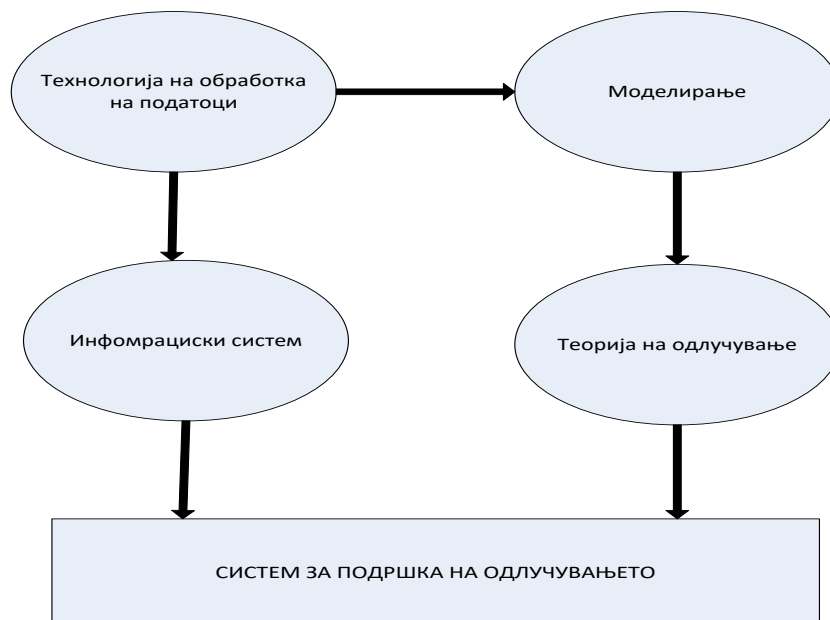 Технологија на обработка
на податоци
Моделирање
Инфомрациски систем
Теорија на одлучување
СИСТЕМ ЗА ПОДРШКА НА ОДЛУЧУВАЊЕТО